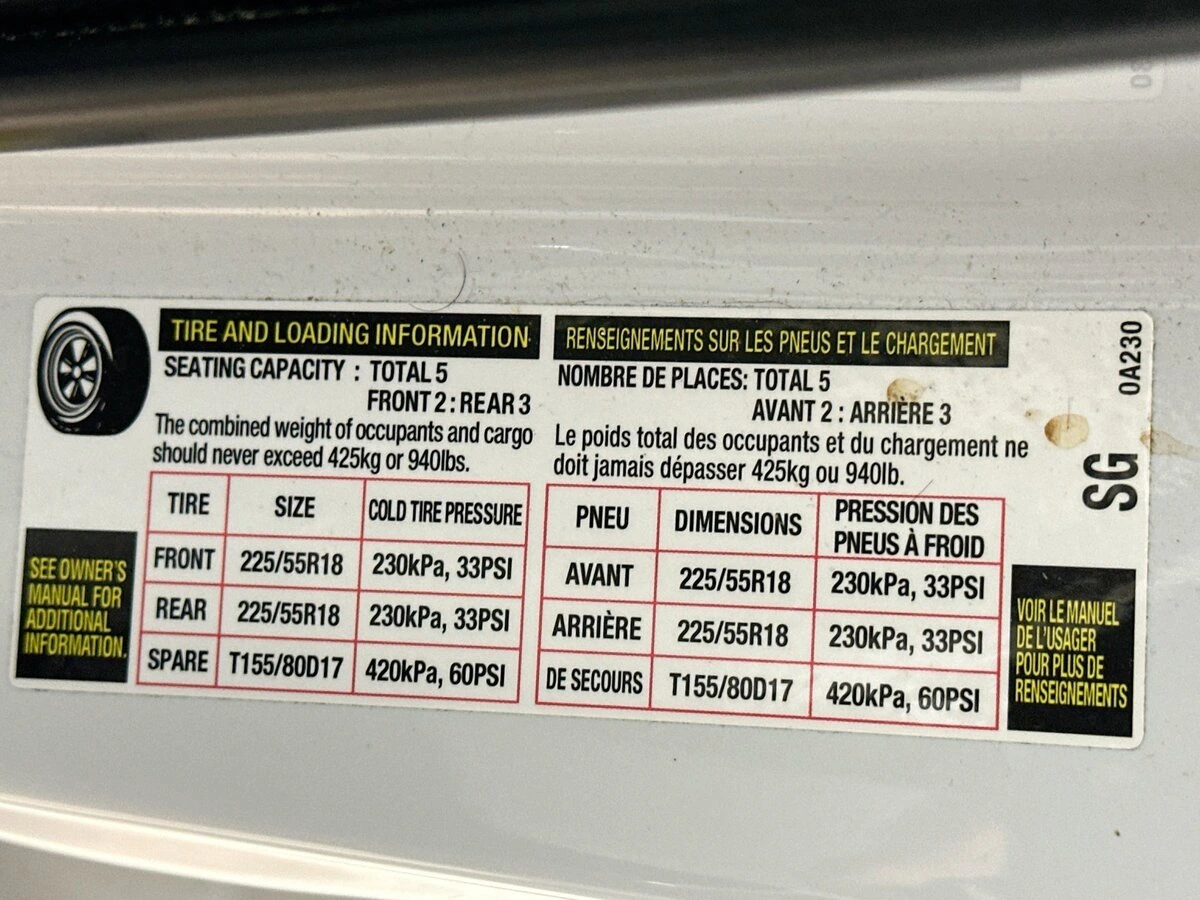 TIRE AND LOADING INFORMATION
SEATING CAPACITY : TOTAL 5
FRONT 2 : REAR 3
The combined weight of occupants and cargo
should never exceed 425kg or 940lbs.
TIRE SIZE COLD TIRE PRESSURE
FRONT 225/55R18 230kPa, 33PSI
REAR 225/55R18 230kPa, 33PSI
SPARE T155/80D17 420kPa, 60PSI
SEE OWNER'S
MANUAL FOR
ADDITIONAL
INFORMATION.
RENSEIGNEMENTS SUR LES PNEUS ET LE CHARGEMENT
NOMBRE DE PLACES: TOTAL 5
AVANT 2 : ARRIÈRE 3
Le poids total des occupants et du chargement ne
doit jamais dépasser 425kg ou 940lb.
PNEU DIMENSIONS PRESSION DES
PNEUS À FROID
AVANT 225/55R18 230kPa, 33PSI
ARRIÈRE 225/55R18 230kPa, 33PSI
DE SECOURS T155/80D17 420kPa, 60PSI
VOIR LE MANUEL
DE L'USAGER
POUR PLUS DE
RENSEIGNEMENTS
0A230
SG